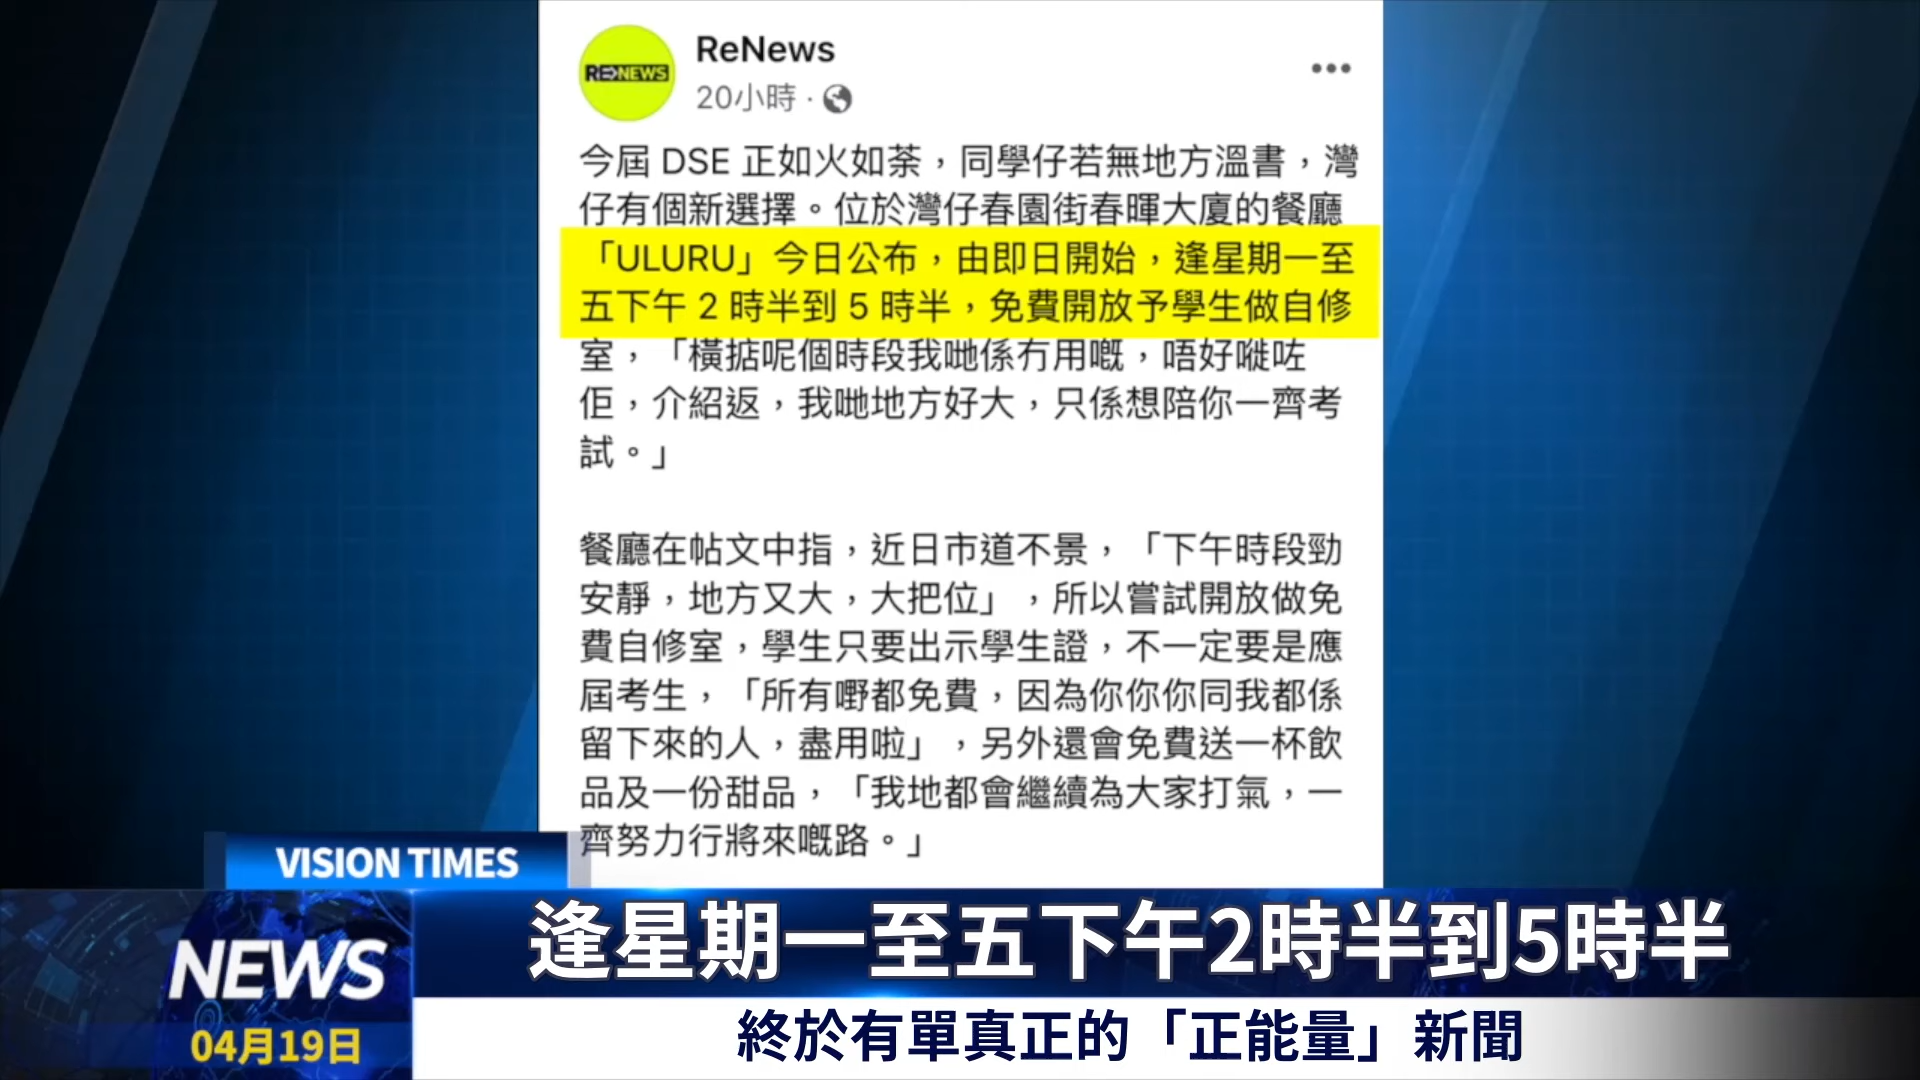 RE NEWS
ReNews
20小時 ·
今屆 DSE 正如火如荼，同學仔若無地方溫書，灣
仔有個新選擇。位於灣仔春園街春暉大廈的餐廳
「ULURU」今日公布，由即日開始，逢星期一至
五下午 2 時半到 5 時半，免費開放予學生做自修
室，「橫掂呢個時段我哋係冇用嘅，唔好嘥咗
佢，介紹返，我哋地方好大，只係想陪你一齊考
試。」
餐廳在帖文中指，近日市道不景，「下午時段勁
安靜，地方又大，大把位」，所以嘗試開放做免
費自修室，學生只要出示學生證，不一定要是應
屆考生，「所有嘢都免費，因為你你你同我都係
留下來的人，盡用啦」，另外還會免費送一杯飲
品及一份甜品，「我地都會繼續為大家打氣，一
齊努力行將來嘅路。」
VISION TIMES
NEWS
04月19日
逢星期一至五下午2時半到5時半
終於有單真正的「正能量」新聞